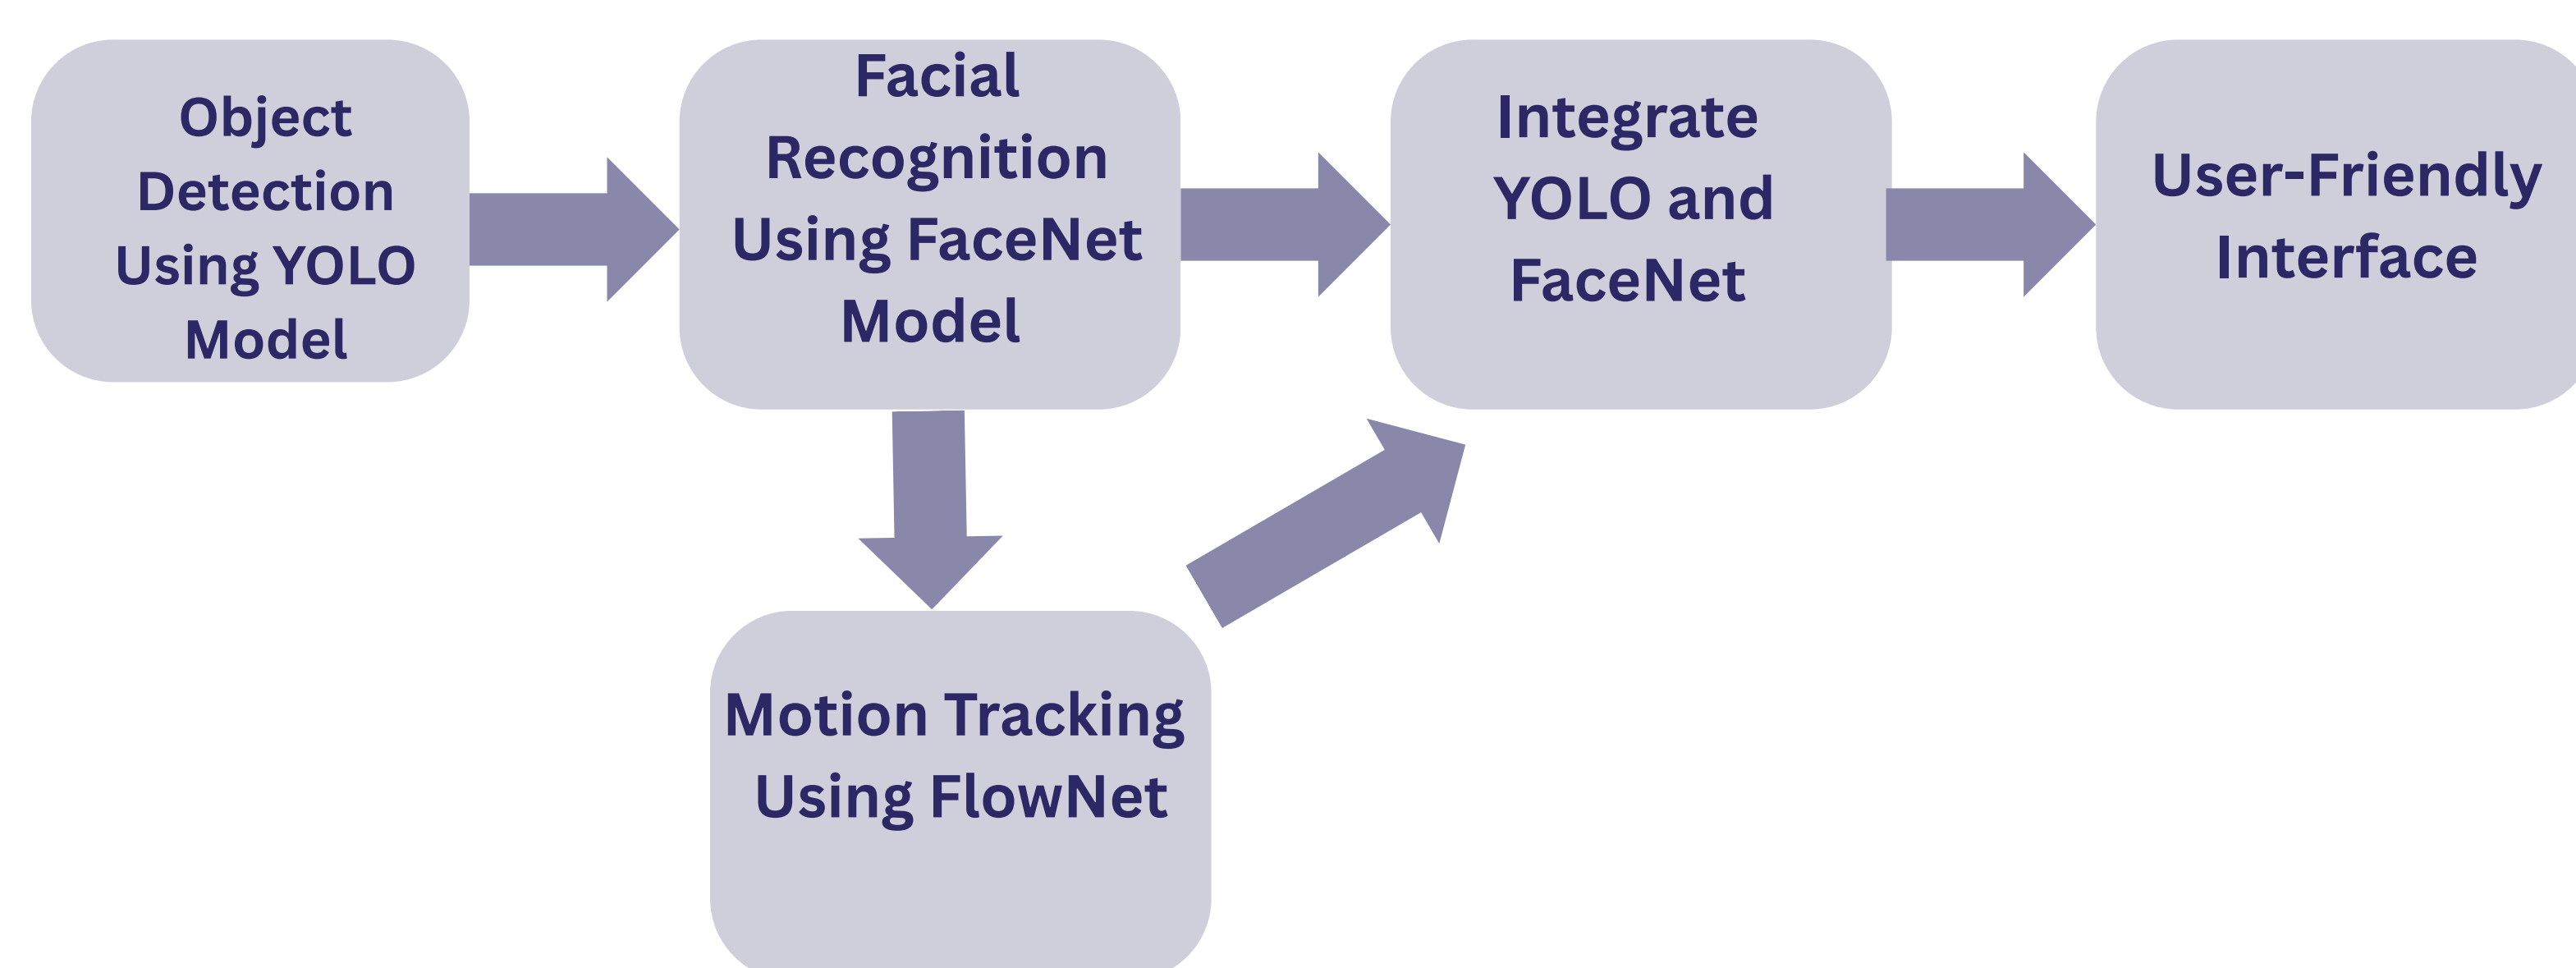 Object
Detection
Using YOLO
Model
Facial
Recognition
Using FaceNet
Model
Integrate
YOLO and
FaceNet
User-Friendly
Interface
Motion Tracking
Using FlowNet